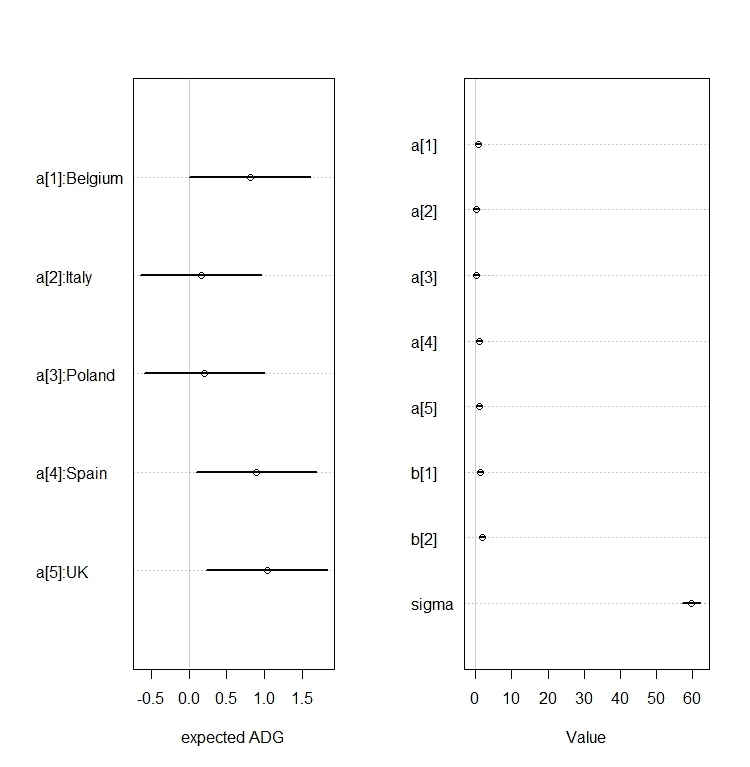 a[1]:Belgium
a[2]:Italy
a[3]:Poland
a[4]:Spain
a[5]:UK
-0.5 0.0 0.5 1.0 1.5
expected ADG
a[1]
a[2]
a[3]
a[4]
a[5]
b[1]
b[2]
sigma
0 10 20 30 40 50 60
Value